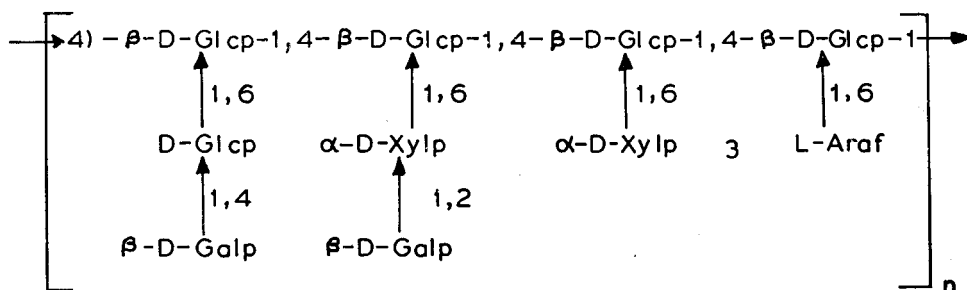 4) - β-D-Glcp-1,4-β-D-Glcp-1,4-β-D-Glcp-1,4-β-D-Glcp-1
1,6 1,6 1,6 1,6
D-Glcp α-D-Xylp α-D-Xylp 3 L-Araf
1,4 1,2
β-D-Galp β-D-Galp
n